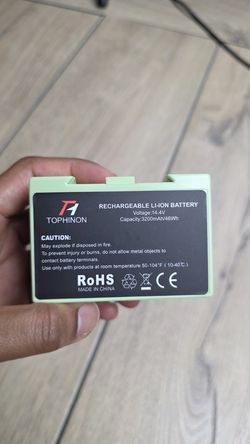 TOPHINON
RECHARGEABLE LI-ION BATTERY
Voltage:14.4V
Capacity:3200mAh/46Wh
CAUTION:
May explode if disposed in fire.
To prevent injury or burns, do not allow metal objects to
contact battery terminals.
Use only with products at room temperature 50-104°F ( 10-40°C )
RoHS
MADE IN CHINA
CE